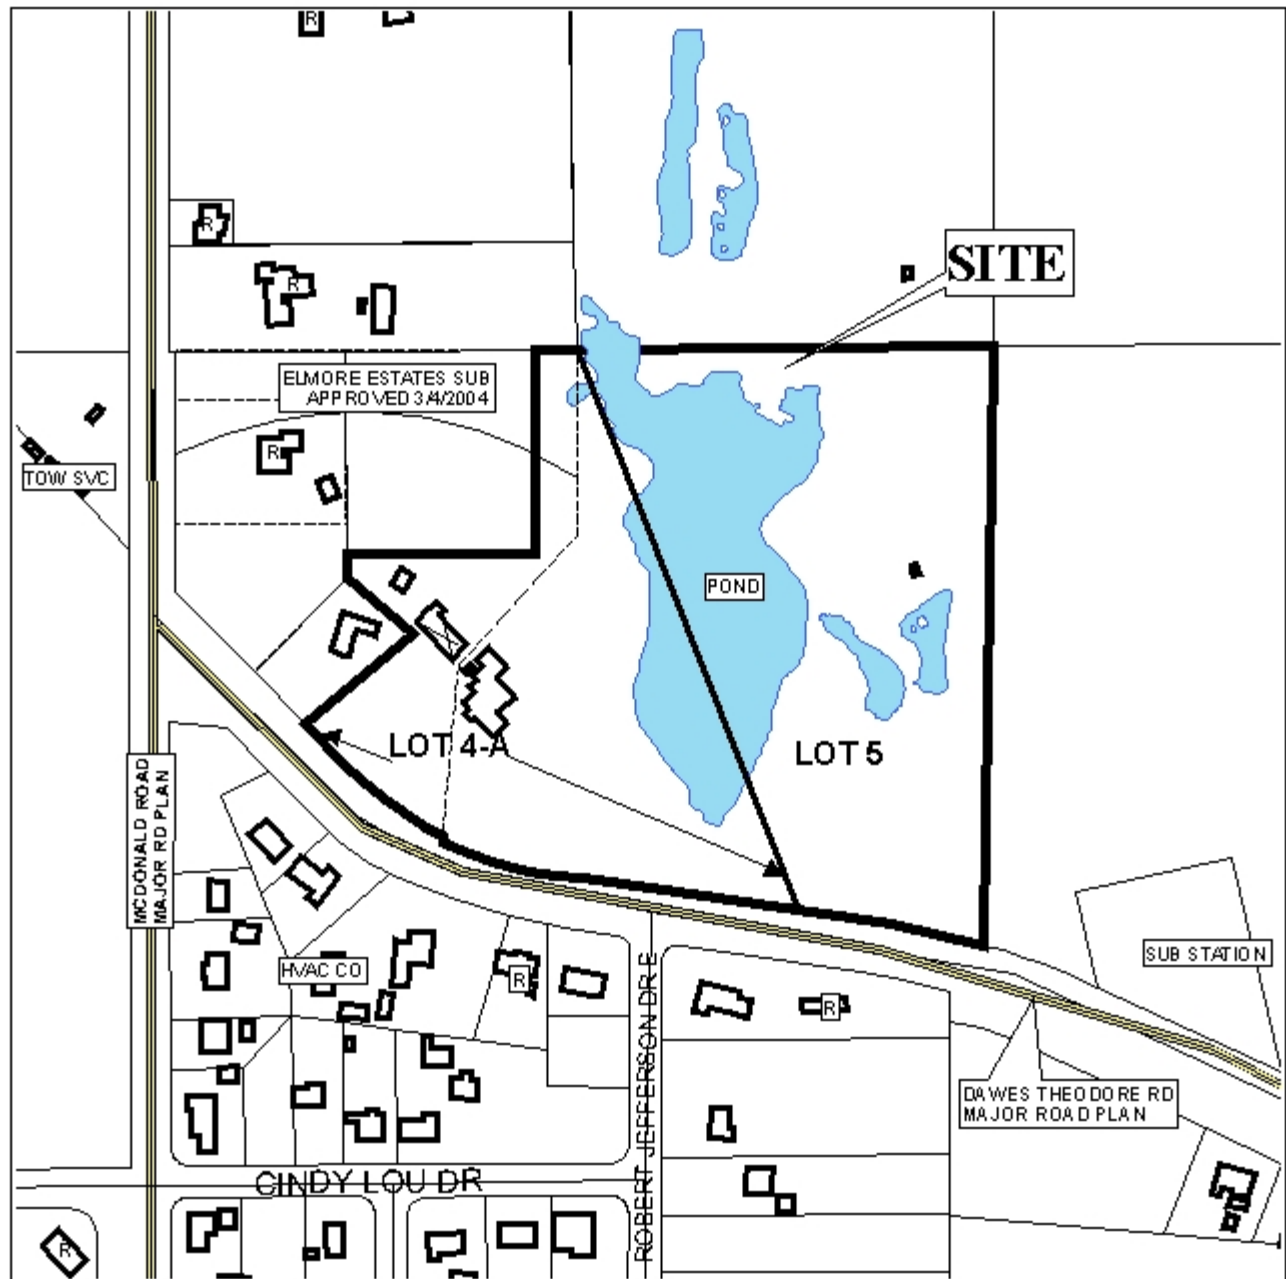 R
R
SITE
R
ELMORE ESTATES SUB
APPROVED 3/4/2004
R
TOW SVC
POND
LOT 4-A
LOT 5
MCDONALD ROAD
MAJOR RD PLAN
HVAC CO
R
SUB STATION
R
ROBERT JEFFERSON DR E
DAWES THEODORE RD
MAJOR ROAD PLAN
CINDY LOU DR
R